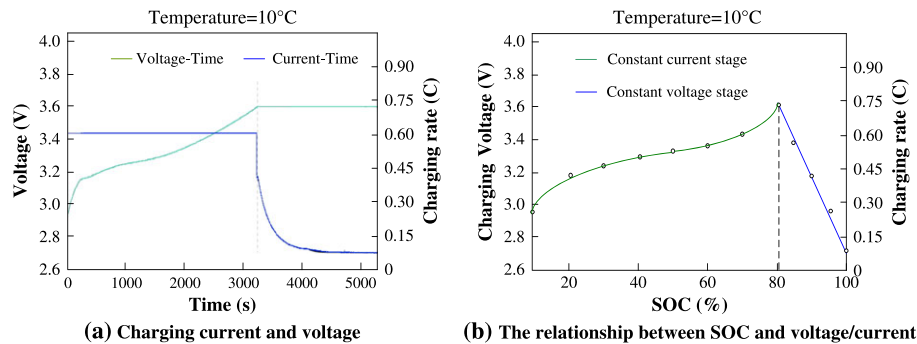 Temperature=10°C
4.0
3.8
3.6
3.4
3.2
3.0
2.8
2.6
Voltage (V)
Voltage-Time
Current-Time
0.90
0.75
0.60
0.45
0.30
0.15
0
Charging rate (C)
0
1000
2000
3000
4000
5000
Time (s)
(a) Charging current and voltage
Temperature=10°C
4.0
3.8
3.6
3.4
3.2
3.0
2.8
2.6
Charging Voltage (V)
Constant current stage
Constant voltage stage
0.90
0.75
0.60
0.45
0.30
0.15
0
Charging rate (C)
20
40
60
80
100
SOC (%)
(b) The relationship between SOC and voltage/current